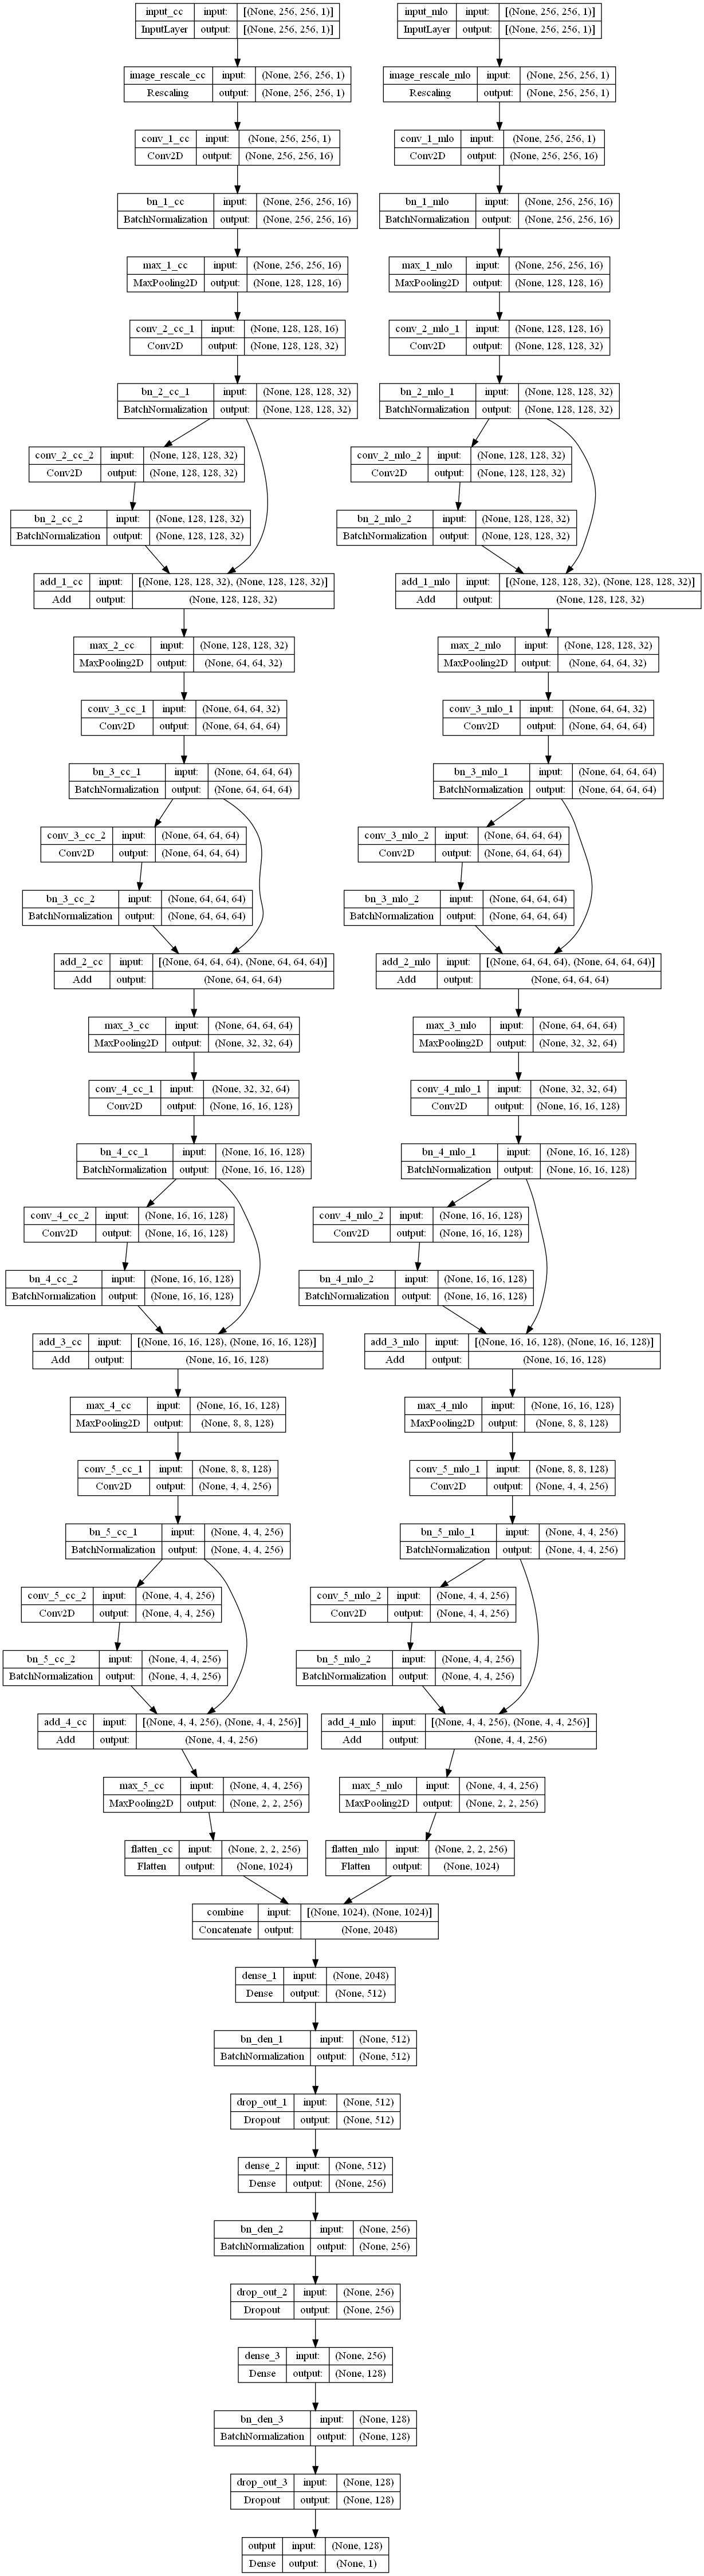 input_cc input: [(None, 256, 256, 1)]
InputLayer output: [(None, 256, 256, 1)]
input_mlo input: [(None, 256, 256, 1)]
InputLayer output: [(None, 256, 256, 1)]
image_rescale_cc input: (None, 256, 256, 1)
Rescaling output: (None, 256, 256, 1)
image_rescale_mlo input: (None, 256, 256, 1)
Rescaling output: (None, 256, 256, 1)
conv_1_cc input: (None, 256, 256, 1)
Conv2D output: (None, 256, 256, 16)
conv_1_mlo input: (None, 256, 256, 1)
Conv2D output: (None, 256, 256, 16)
bn_1_cc input: (None, 256, 256, 16)
BatchNormalization output: (None, 256, 256, 16)
bn_1_mlo input: (None, 256, 256, 16)
BatchNormalization output: (None, 256, 256, 16)
max_1_cc input: (None, 256, 256, 16)
MaxPooling2D output: (None, 128, 128, 16)
max_1_mlo input: (None, 256, 256, 16)
MaxPooling2D output: (None, 128, 128, 16)
conv_2_cc_1 input: (None, 128, 128, 16)
Conv2D output: (None, 128, 128, 32)
conv_2_mlo_1 input: (None, 128, 128, 16)
Conv2D output: (None, 128, 128, 32)
bn_2_cc_1 input: (None, 128, 128, 32)
BatchNormalization output: (None, 128, 128, 32)
bn_2_mlo_1 input: (None, 128, 128, 32)
BatchNormalization output: (None, 128, 128, 32)
conv_2_cc_2 input: (None, 128, 128, 32)
Conv2D output: (None, 128, 128, 32)
conv_2_mlo_2 input: (None, 128, 128, 32)
Conv2D output: (None, 128, 128, 32)
bn_2_cc_2 input: (None, 128, 128, 32)
BatchNormalization output: (None, 128, 128, 32)
bn_2_mlo_2 input: (None, 128, 128, 32)
BatchNormalization output: (None, 128, 128, 32)
add_1_cc input: [(None, 128, 128, 32), (None, 128, 128, 32)]
Add output: (None, 128, 128, 32)
add_1_mlo input: [(None, 128, 128, 32), (None, 128, 128, 32)]
Add output: (None, 128, 128, 32)
max_2_cc input: (None, 128, 128, 32)
MaxPooling2D output: (None, 64, 64, 32)
max_2_mlo input: (None, 128, 128, 32)
MaxPooling2D output: (None, 64, 64, 32)
conv_3_cc_1 input: (None, 64, 64, 32)
Conv2D output: (None, 64, 64, 64)
conv_3_mlo_1 input: (None, 64, 64, 32)
Conv2D output: (None, 64, 64, 64)
bn_3_cc_1 input: (None, 64, 64, 64)
BatchNormalization output: (None, 64, 64, 64)
bn_3_mlo_1 input: (None, 64, 64, 64)
BatchNormalization output: (None, 64, 64, 64)
conv_3_cc_2 input: (None, 64, 64, 64)
Conv2D output: (None, 64, 64, 64)
conv_3_mlo_2 input: (None, 64, 64, 64)
Conv2D output: (None, 64, 64, 64)
bn_3_cc_2 input: (None, 64, 64, 64)
BatchNormalization output: (None, 64, 64, 64)
bn_3_mlo_2 input: (None, 64, 64, 64)
BatchNormalization output: (None, 64, 64, 64)
add_2_cc input: [(None, 64, 64, 64), (None, 64, 64, 64)]
Add output: (None, 64, 64, 64)
add_2_mlo input: [(None, 64, 64, 64), (None, 64, 64, 64)]
Add output: (None, 64, 64, 64)
max_3_cc input: (None, 64, 64, 64)
MaxPooling2D output: (None, 32, 32, 64)
max_3_mlo input: (None, 64, 64, 64)
MaxPooling2D output: (None, 32, 32, 64)
conv_4_cc_1 input: (None, 32, 32, 64)
Conv2D output: (None, 16, 16, 128)
conv_4_mlo_1 input: (None, 32, 32, 64)
Conv2D output: (None, 16, 16, 128)
bn_4_cc_1 input: (None, 16, 16, 128)
BatchNormalization output: (None, 16, 16, 128)
bn_4_mlo_1 input: (None, 16, 16, 128)
BatchNormalization output: (None, 16, 16, 128)
conv_4_cc_2 input: (None, 16, 16, 128)
Conv2D output: (None, 16, 16, 128)
conv_4_mlo_2 input: (None, 16, 16, 128)
Conv2D output: (None, 16, 16, 128)
bn_4_cc_2 input: (None, 16, 16, 128)
BatchNormalization output: (None, 16, 16, 128)
bn_4_mlo_2 input: (None, 16, 16, 128)
BatchNormalization output: (None, 16, 16, 128)
add_3_cc input: [(None, 16, 16, 128), (None, 16, 16, 128)]
Add output: (None, 16, 16, 128)
add_3_mlo input: [(None, 16, 16, 128), (None, 16, 16, 128)]
Add output: (None, 16, 16, 128)
max_4_cc input: (None, 16, 16, 128)
MaxPooling2D output: (None, 8, 8, 128)
max_4_mlo input: (None, 16, 16, 128)
MaxPooling2D output: (None, 8, 8, 128)
conv_5_cc_1 input: (None, 8, 8, 128)
Conv2D output: (None, 4, 4, 256)
conv_5_mlo_1 input: (None, 8, 8, 128)
Conv2D output: (None, 4, 4, 256)
bn_5_cc_1 input: (None, 4, 4, 256)
BatchNormalization output: (None, 4, 4, 256)
bn_5_mlo_1 input: (None, 4, 4, 256)
BatchNormalization output: (None, 4, 4, 256)
conv_5_cc_2 input: (None, 4, 4, 256)
Conv2D output: (None, 4, 4, 256)
conv_5_mlo_2 input: (None, 4, 4, 256)
Conv2D output: (None, 4, 4, 256)
bn_5_cc_2 input: (None, 4, 4, 256)
BatchNormalization output: (None, 4, 4, 256)
bn_5_mlo_2 input: (None, 4, 4, 256)
BatchNormalization output: (None, 4, 4, 256)
add_4_cc input: [(None, 4, 4, 256), (None, 4, 4, 256)]
Add output: (None, 4, 4, 256)
add_4_mlo input: [(None, 4, 4, 256), (None, 4, 4, 256)]
Add output: (None, 4, 4, 256)
max_5_cc input: (None, 4, 4, 256)
MaxPooling2D output: (None, 2, 2, 256)
max_5_mlo input: (None, 4, 4, 256)
MaxPooling2D output: (None, 2, 2, 256)
flatten_cc input: (None, 2, 2, 256)
Flatten output: (None, 1024)
flatten_mlo input: (None, 2, 2, 256)
Flatten output: (None, 1024)
combine input: [(None, 1024), (None, 1024)]
Concatenate output: (None, 2048)
dense_1 input: (None, 2048)
Dense output: (None, 512)
bn_den_1 input: (None, 512)
BatchNormalization output: (None, 512)
drop_out_1 input: (None, 512)
Dropout output: (None, 512)
dense_2 input: (None, 512)
Dense output: (None, 256)
bn_den_2 input: (None, 256)
BatchNormalization output: (None, 256)
drop_out_2 input: (None, 256)
Dropout output: (None, 256)
dense_3 input: (None, 256)
Dense output: (None, 128)
bn_den_3 input: (None, 128)
BatchNormalization output: (None, 128)
drop_out_3 input: (None, 128)
Dropout output: (None, 128)
output input: (None, 128)
Dense output: (None, 1)